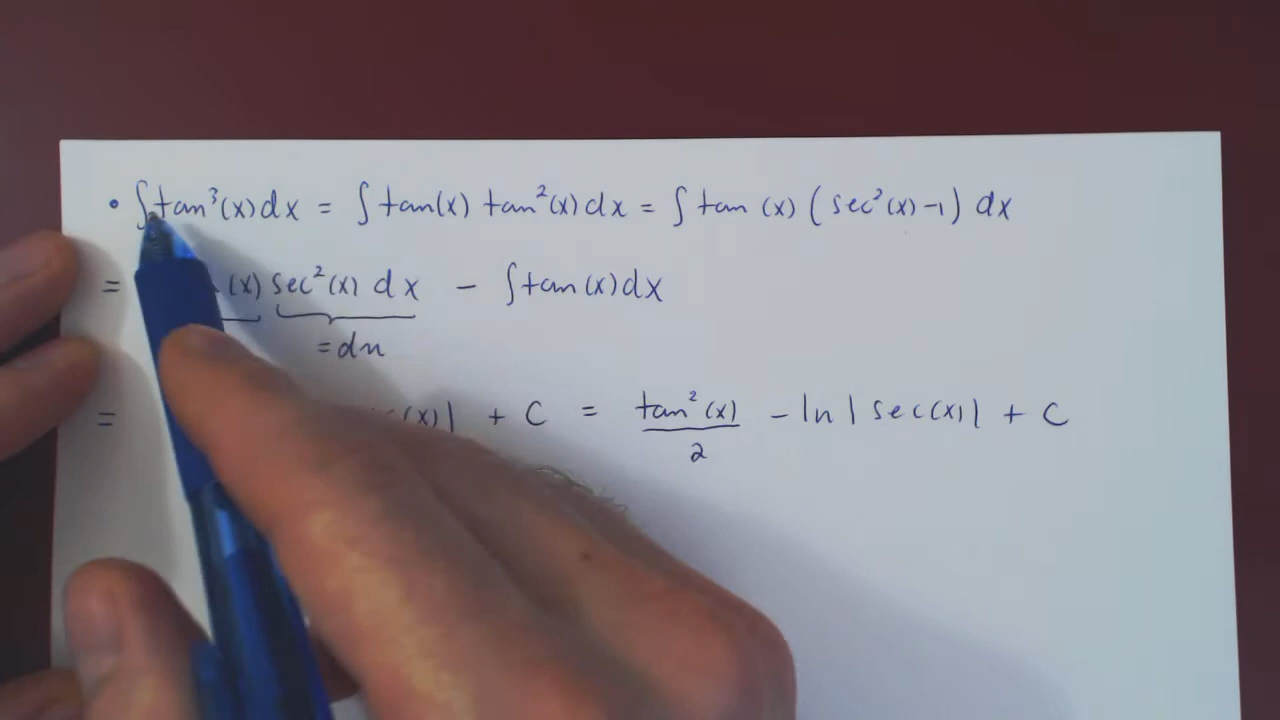 • ∫tan³(x)dx = ∫ tan(x) tan²(x)dx = ∫ tan (x) (sec²(x)-1) dx
= (x) sec²(x) dx - ∫tan(x)dx
= du
= (x)| + C = tan²(x)/2 - ln|sec(x)| + C